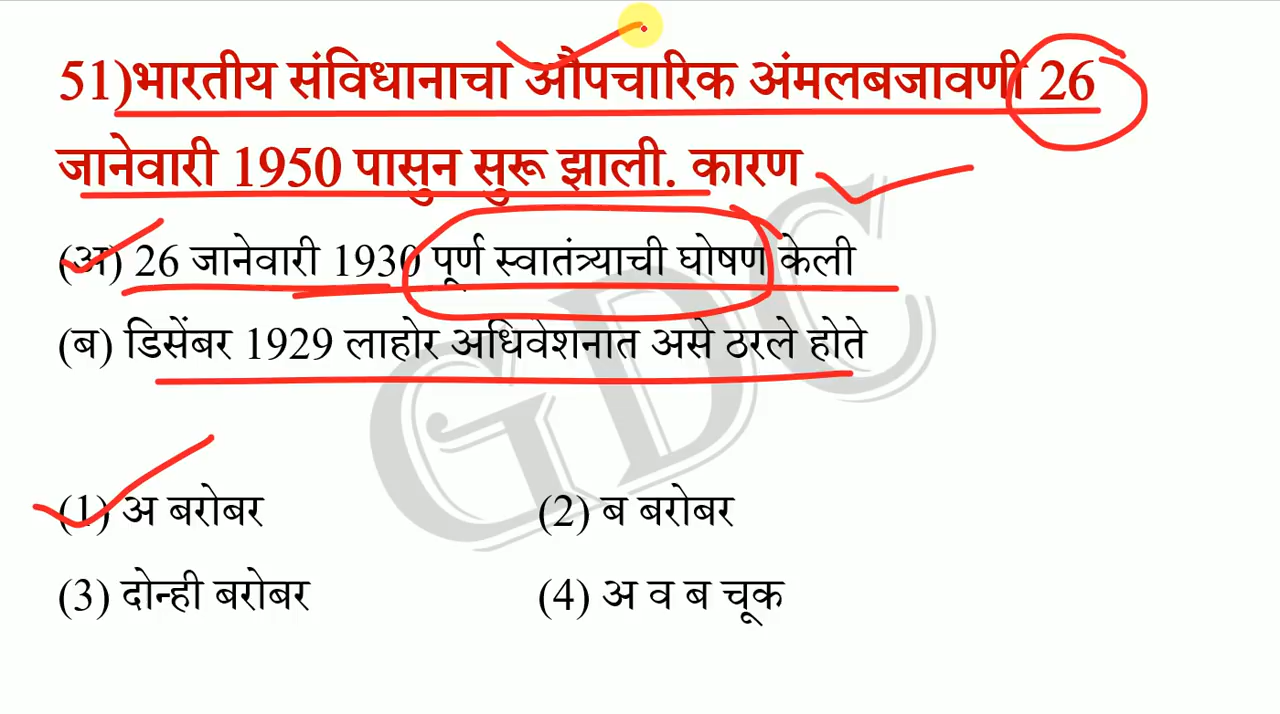 51)भारतीय संविधानाचा औपचारिक अंमलबजावणी 26
जानेवारी 1950 पासुन सुरू झाली. कारण
(अ) 26 जानेवारी 1930 पूर्ण स्वातंत्र्याची घोषण केली
(ब) डिसेंबर 1929 लाहोर अधिवेशनात असे ठरले होते
GDC
(1) अ बरोबर (2) ब बरोबर
(3) दोन्ही बरोबर (4) अ व ब चूक